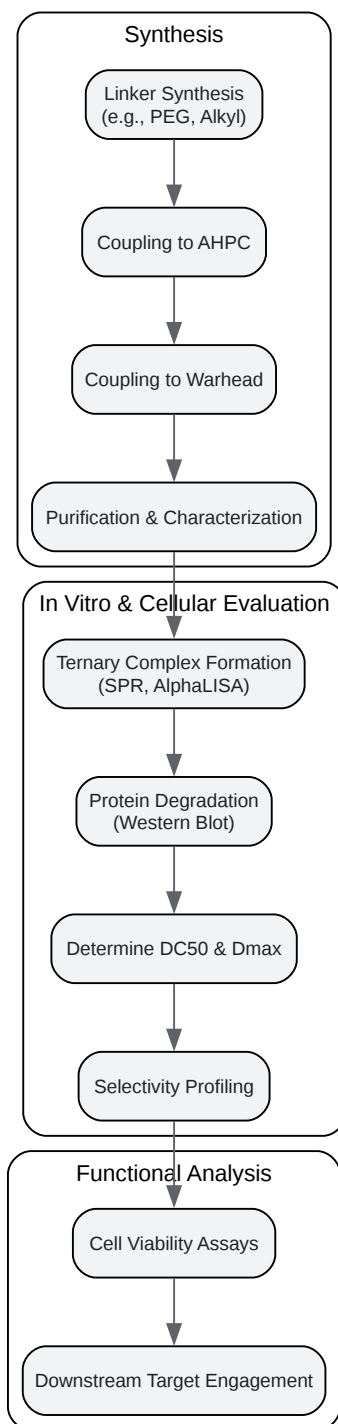 Synthesis
Linker Synthesis
(e.g., PEG, Alkyl)
Coupling to AHPC
Coupling to Warhead
Purification & Characterization
In Vitro & Cellular Evaluation
Ternary Complex Formation
(SPR, AlphaLISA)
Protein Degradation
(Western Blot)
Determine DC50 & Dmax
Selectivity Profiling
Functional Analysis
Cell Viability Assays
Downstream Target Engagement